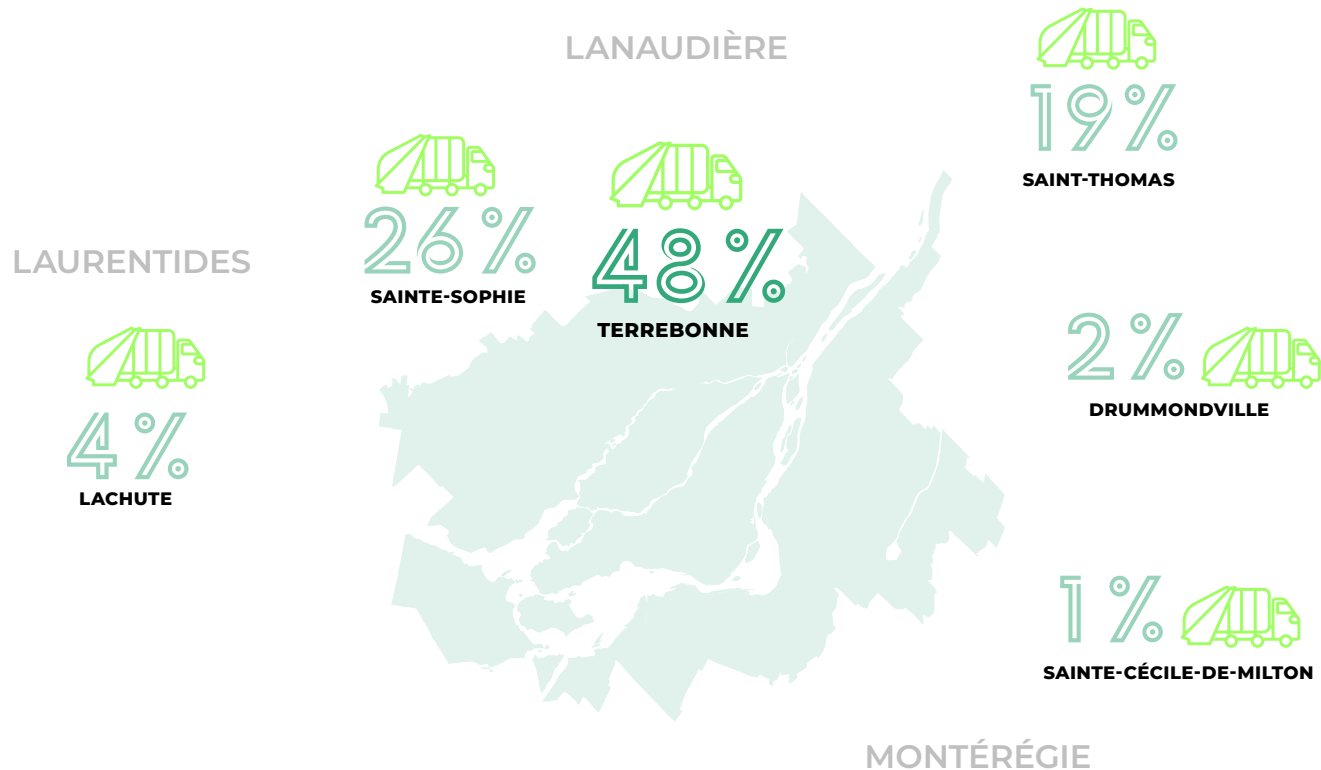 LANAUDIÈRE
19 %
SAINT-THOMAS
26 %
SAINTE-SOPHIE
48 %
TERREBONNE
LAURENTIDES
4 %
LACHUTE
2 %
DRUMMONDVILLE
1 %
SAINTE-CÉCILE-DE-MILTON
MONTÉRÉGIE